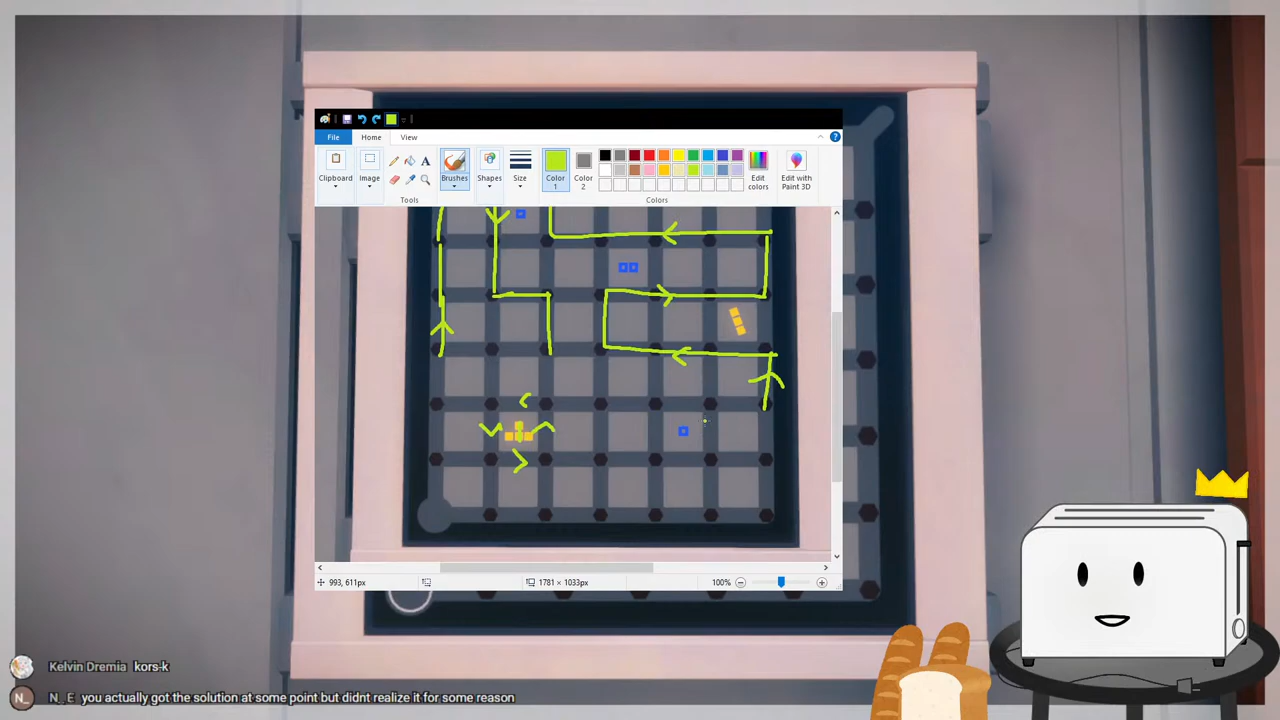 File
Home
View
Clipboard
Image
Tools
Brushes
Shapes
Size
Color
1
Color
2
Edit
colors
Edit with
Paint 3D
Colors
993, 611px
1781 × 1033px
100%
Kelvin Dremia kors-k
N_
N_E you actually got the solution at some point but didnt realize it for some reason